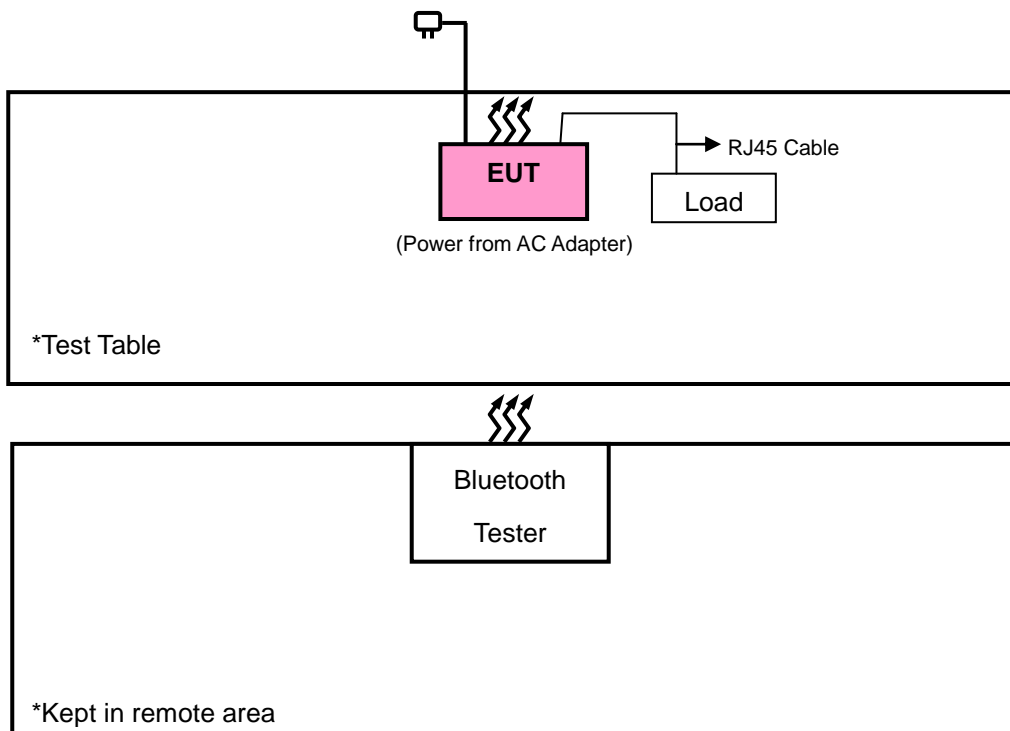 EUT
RJ45 Cable
Load
(Power from AC Adapter)
*Test Table
Bluetooth
Tester
*Kept in remote area